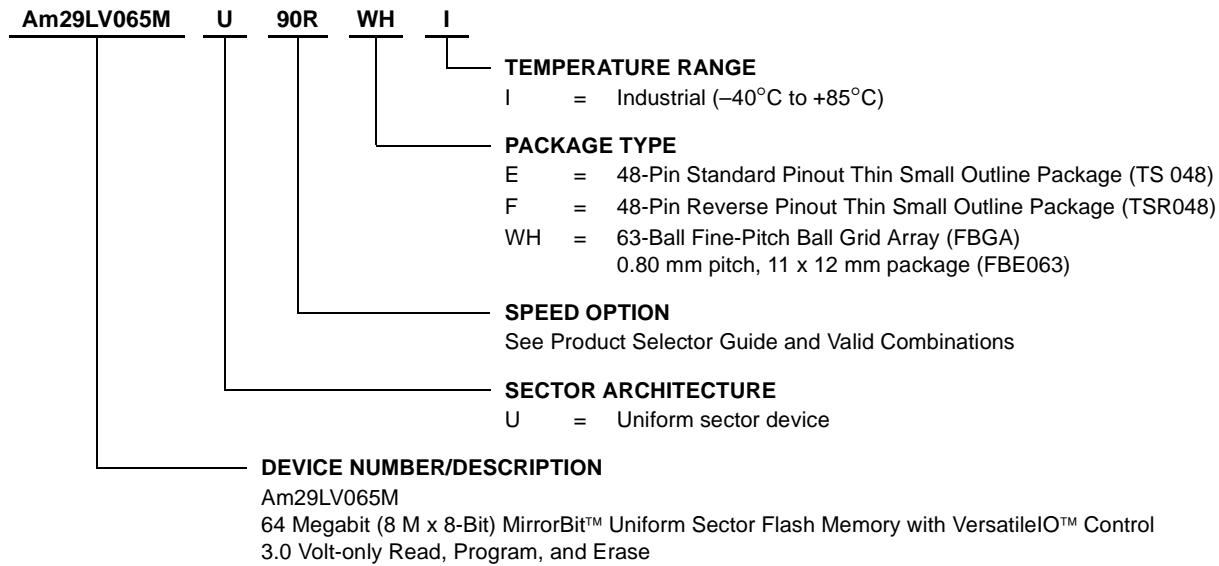 Am29LV065M U 90R WH I
TEMPERATURE RANGE
I = Industrial (–40°C to +85°C)
PACKAGE TYPE
E = 48-Pin Standard Pinout Thin Small Outline Package (TS 048)
F = 48-Pin Reverse Pinout Thin Small Outline Package (TSR048)
WH = 63-Ball Fine-Pitch Ball Grid Array (FBGA)
0.80 mm pitch, 11 x 12 mm package (FBE063)
SPEED OPTION
See Product Selector Guide and Valid Combinations
SECTOR ARCHITECTURE
U = Uniform sector device
DEVICE NUMBER/DESCRIPTION
Am29LV065M
64 Megabit (8 M x 8-Bit) MirrorBit™ Uniform Sector Flash Memory with VersatileIO™ Control
3.0 Volt-only Read, Program, and Erase